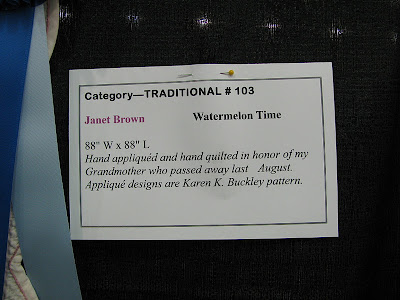 Category—TRADITIONAL # 103
Janet Brown Watermelon Time
88" W x 88" L
Hand appliquéd and hand quilted in honor of my
Grandmother who passed away last August.
Appliqué designs are Karen K. Buckley pattern.